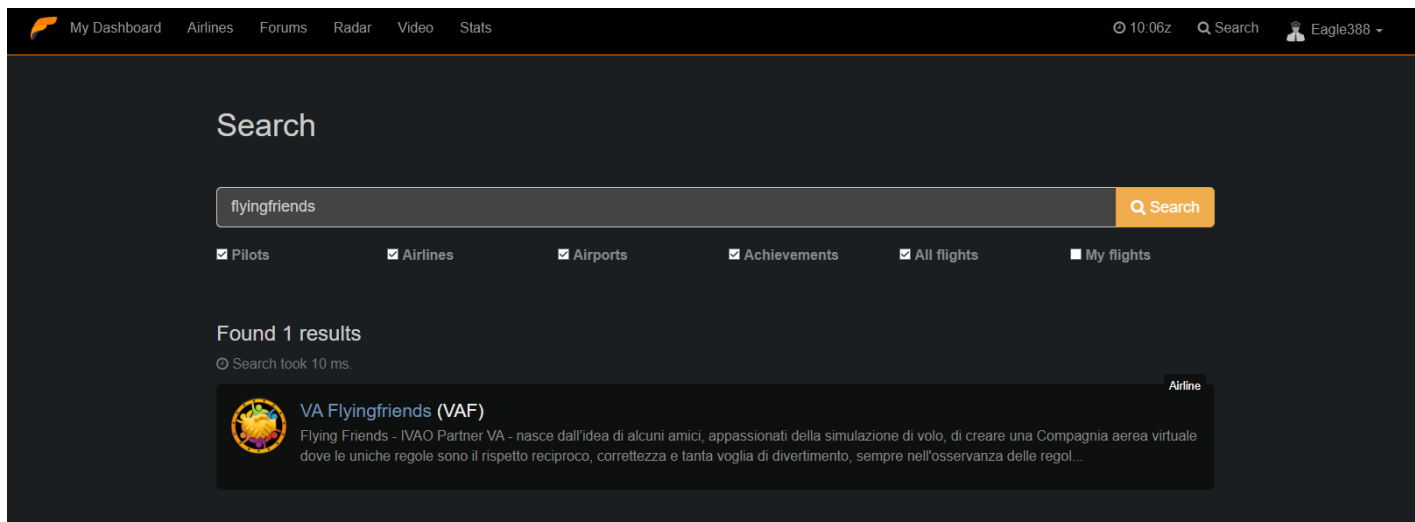 My Dashboard Airlines Forums Radar Video Stats 10:06z Search Eagle388
Search
flyingfriends Search
Pilots Airlines Airports Achievements All flights My flights
Found 1 results
Search took 10 ms.
Airline
VA Flyingfriends (VAF)
Flying Friends - IVAO Partner VA - nasce dall'idea di alcuni amici, appassionati della simulazione di volo, di creare una Compagnia aerea virtuale
dove le uniche regole sono il rispetto reciproco, correttezza e tanta voglia di divertimento, sempre nell'osservanza delle regol...